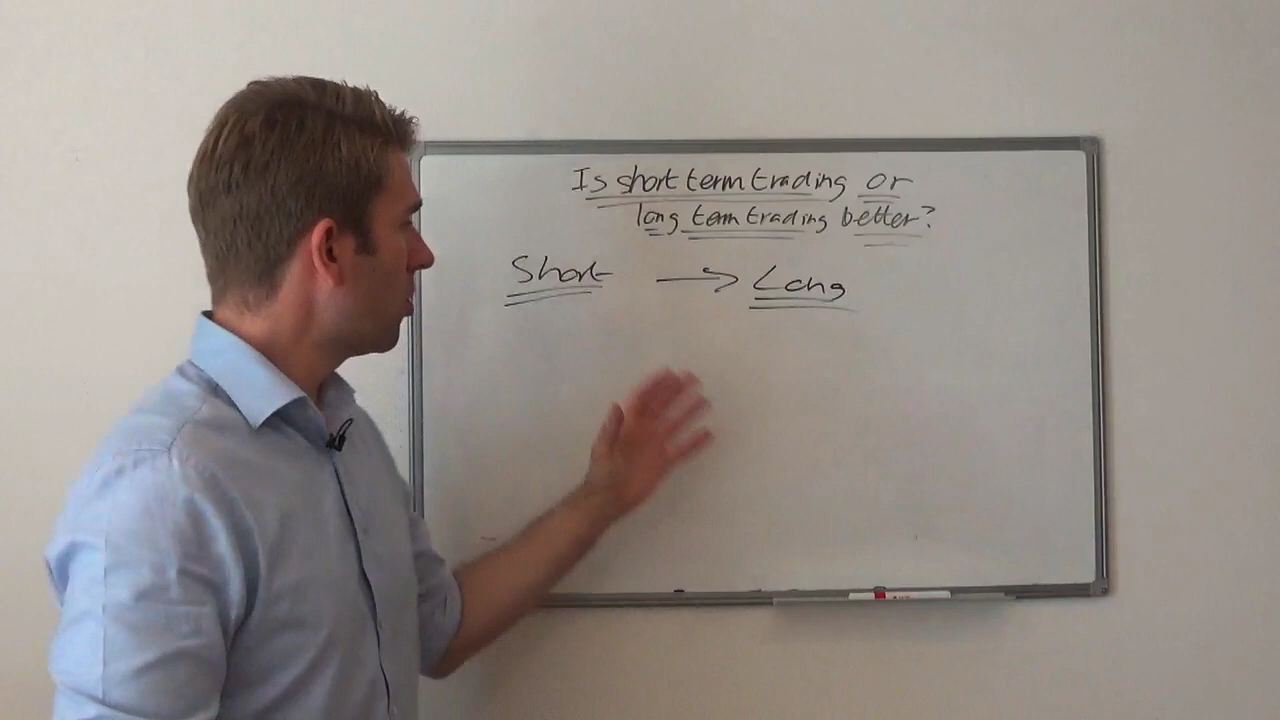 Is short term trading or
long term trading better?
Short → Long